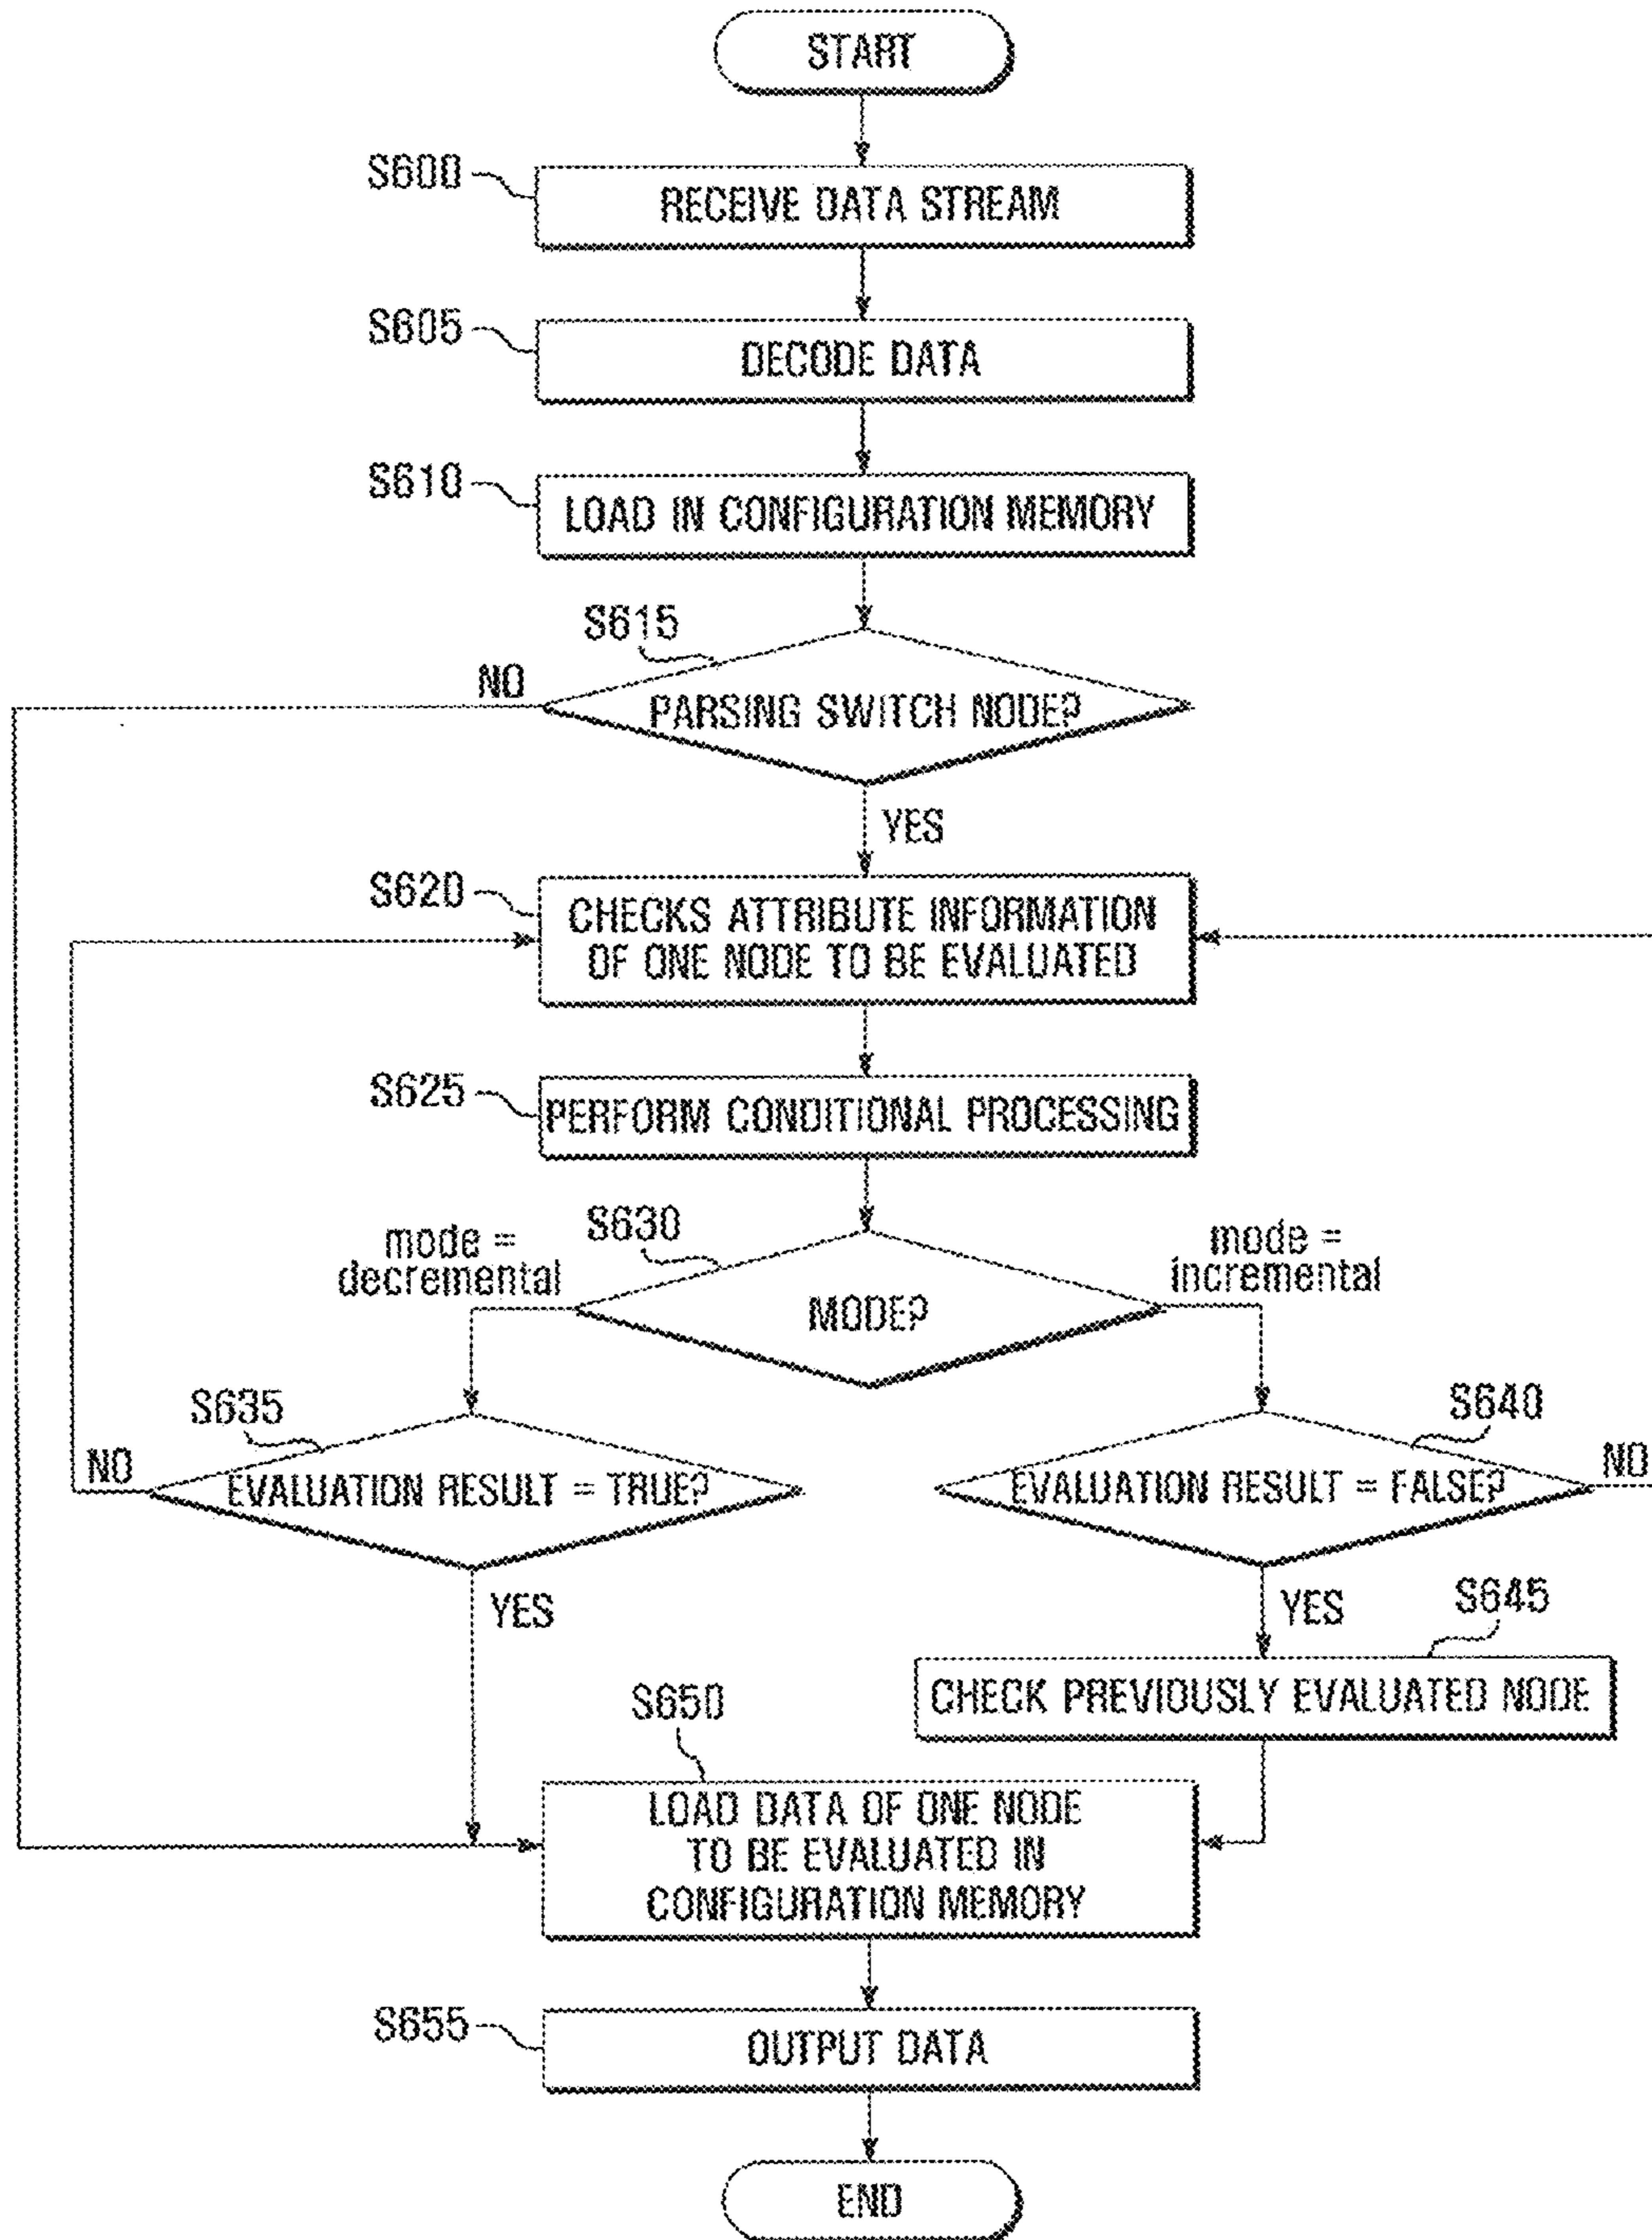 START
S600
RECEIVE DATA STREAM
S605
DECODE DATA
S610
LOAD IN CONFIGURATION MEMORY
S615
NO
PARSING SWITCH NODE?
YES
S620
CHECKS ATTRIBUTE INFORMATION
OF ONE NODE TO BE EVALUATED
S625
PERFORM CONDITIONAL PROCESSING
S630
mode =
decremental
mode =
incremental
MODE?
S635
S640
NO
EVALUATION RESULT = TRUE?
EVALUATION RESULT = FALSE?
NO
YES
YES
S645
CHECK PREVIOUSLY EVALUATED NODE
S650
LOAD DATA OF ONE NODE
TO BE EVALUATED IN
CONFIGURATION MEMORY
S655
OUTPUT DATA
END